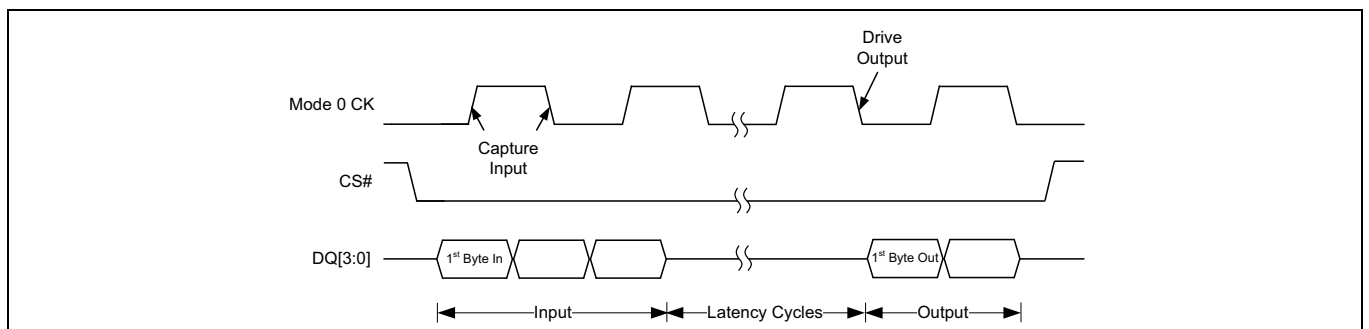 Drive
Output
Mode 0 CK
Capture
Input
CS#
DQ[3:0]
1st Byte In
1st Byte Out
Input
Latency Cycles
Output